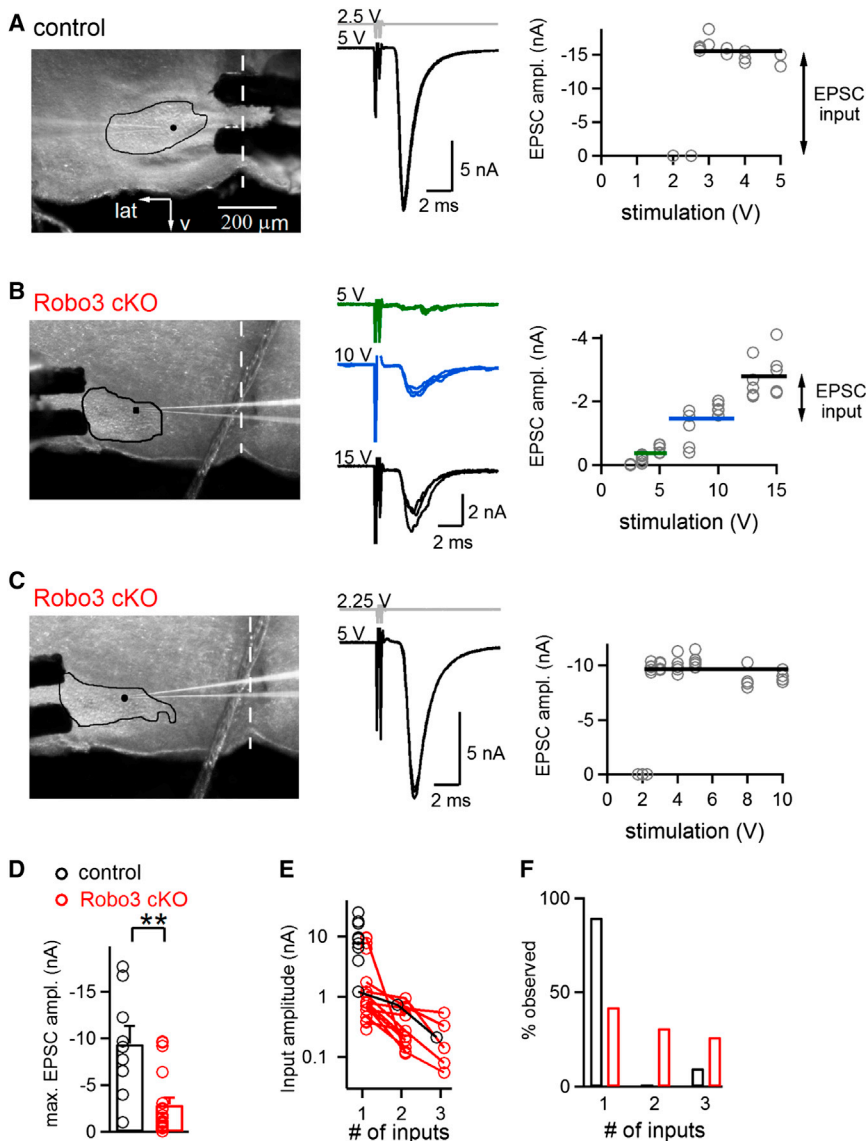 A control
lat
v
200 µm
2.5 V
5 V
5 nA
2 ms
EPSC ampl. (nA)
-15
-10
-5
0
0 1 2 3 4 5
stimulation (V)
EPSC
input
B Robo3 cKO
5 V
10 V
15 V
2 nA
2 ms
EPSC ampl. (nA)
-4
-2
0
0 5 10 15
stimulation (V)
EPSC
input
C Robo3 cKO
2.25 V
5 V
5 nA
2 ms
EPSC ampl. (nA)
-10
-5
0
2 4 6 8 10
stimulation (V)
D
control
Robo3 cKO
**
max. EPSC ampl. (nA)
-15
-10
-5
0
E
Input amplitude (nA)
10
1
0.1
1 2 3
# of inputs
F
% observed
100
50
0
1 2 3
# of inputs